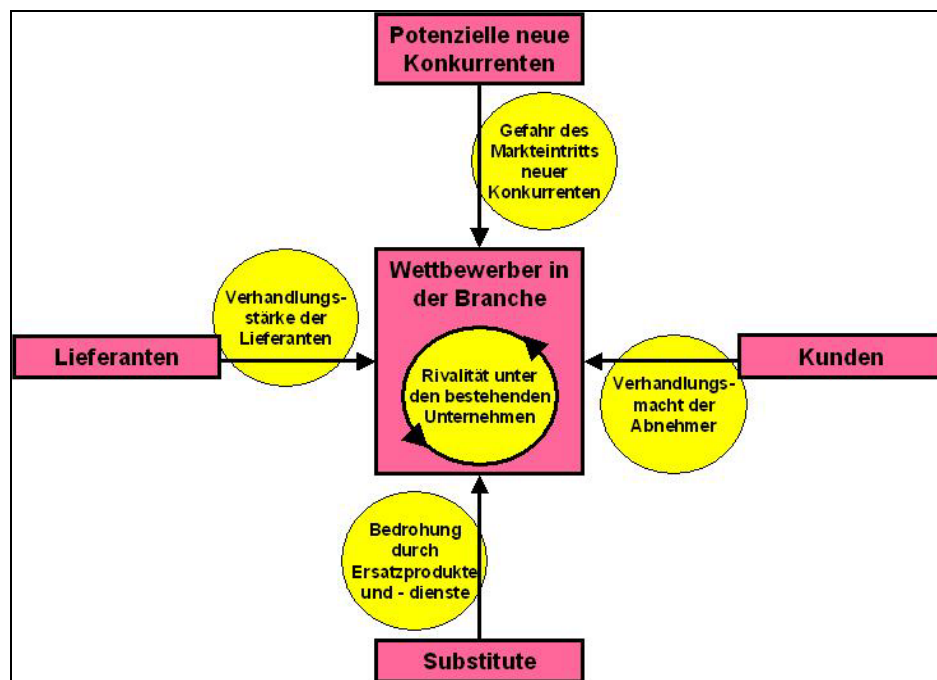 Potenzielle neue
Konkurrenten
Gefahr des
Markteintritts
neuer
Konkurrenten
Wettbewerber in
der Branche
Verhandlungs-
stärke der
Lieferanten
Lieferanten
Kunden
Rivalität unter
den bestehenden
Unternehmen
Verhandlungs-
macht der
Abnehmer
Bedrohung
durch
Ersatzprodukte
und - dienste
Substitute